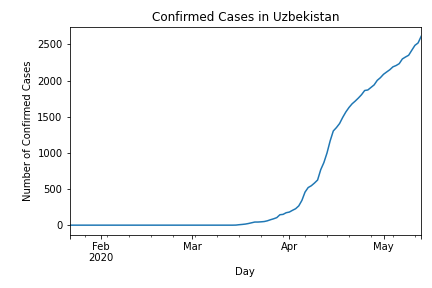 Confirmed Cases in Uzbekistan
Number of Confirmed Cases
2500
2000
1500
1000
500
0
Feb Mar Apr May
2020
Day